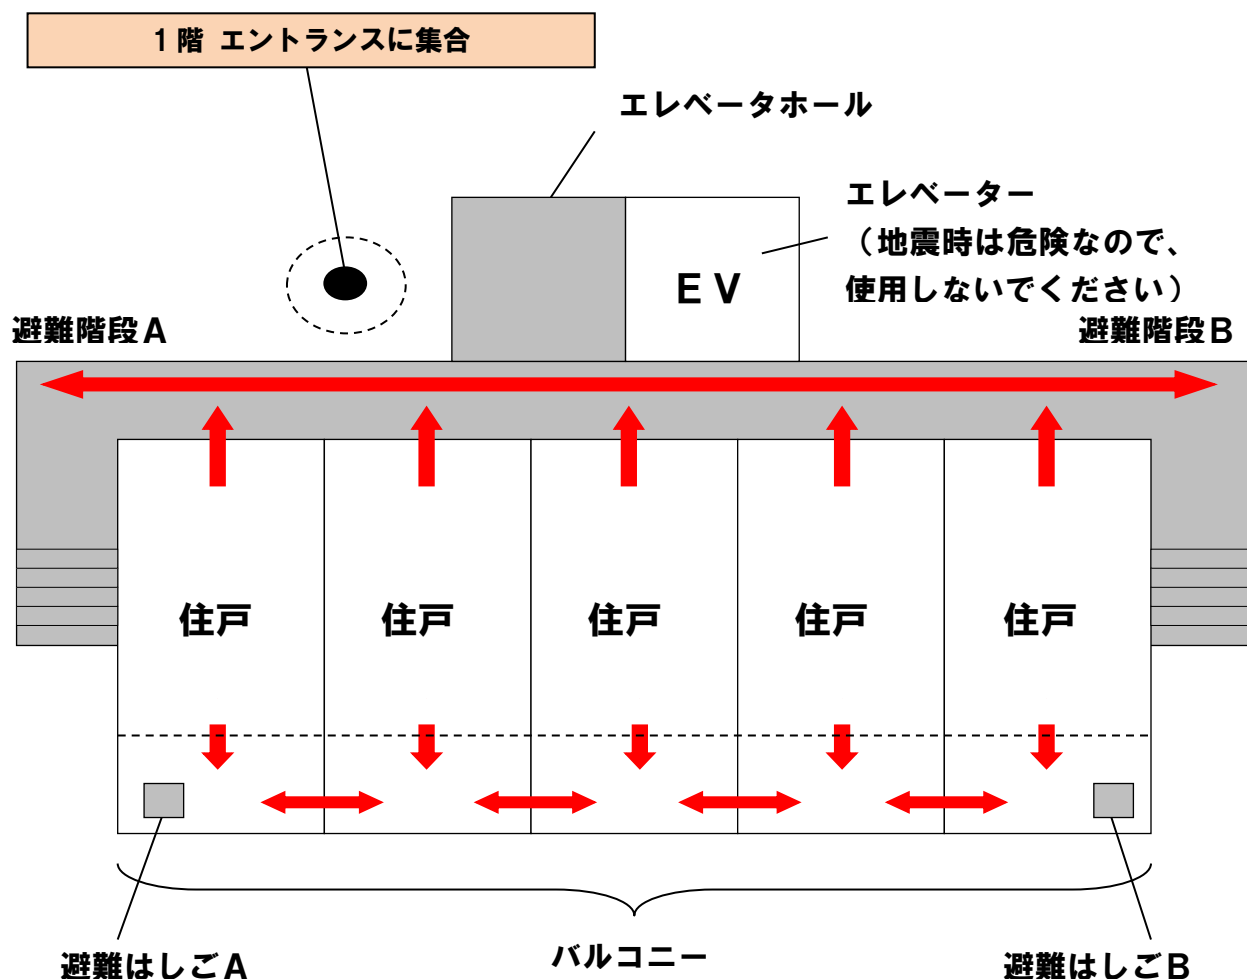 1階 エントランスに集合
エレベータホール
エレベーター
（地震時は危険なので、
使用しないでください）
EV
避難階段A
避難階段B
住戸
住戸
住戸
住戸
住戸
避難はしごA
バルコニー
避難はしごB